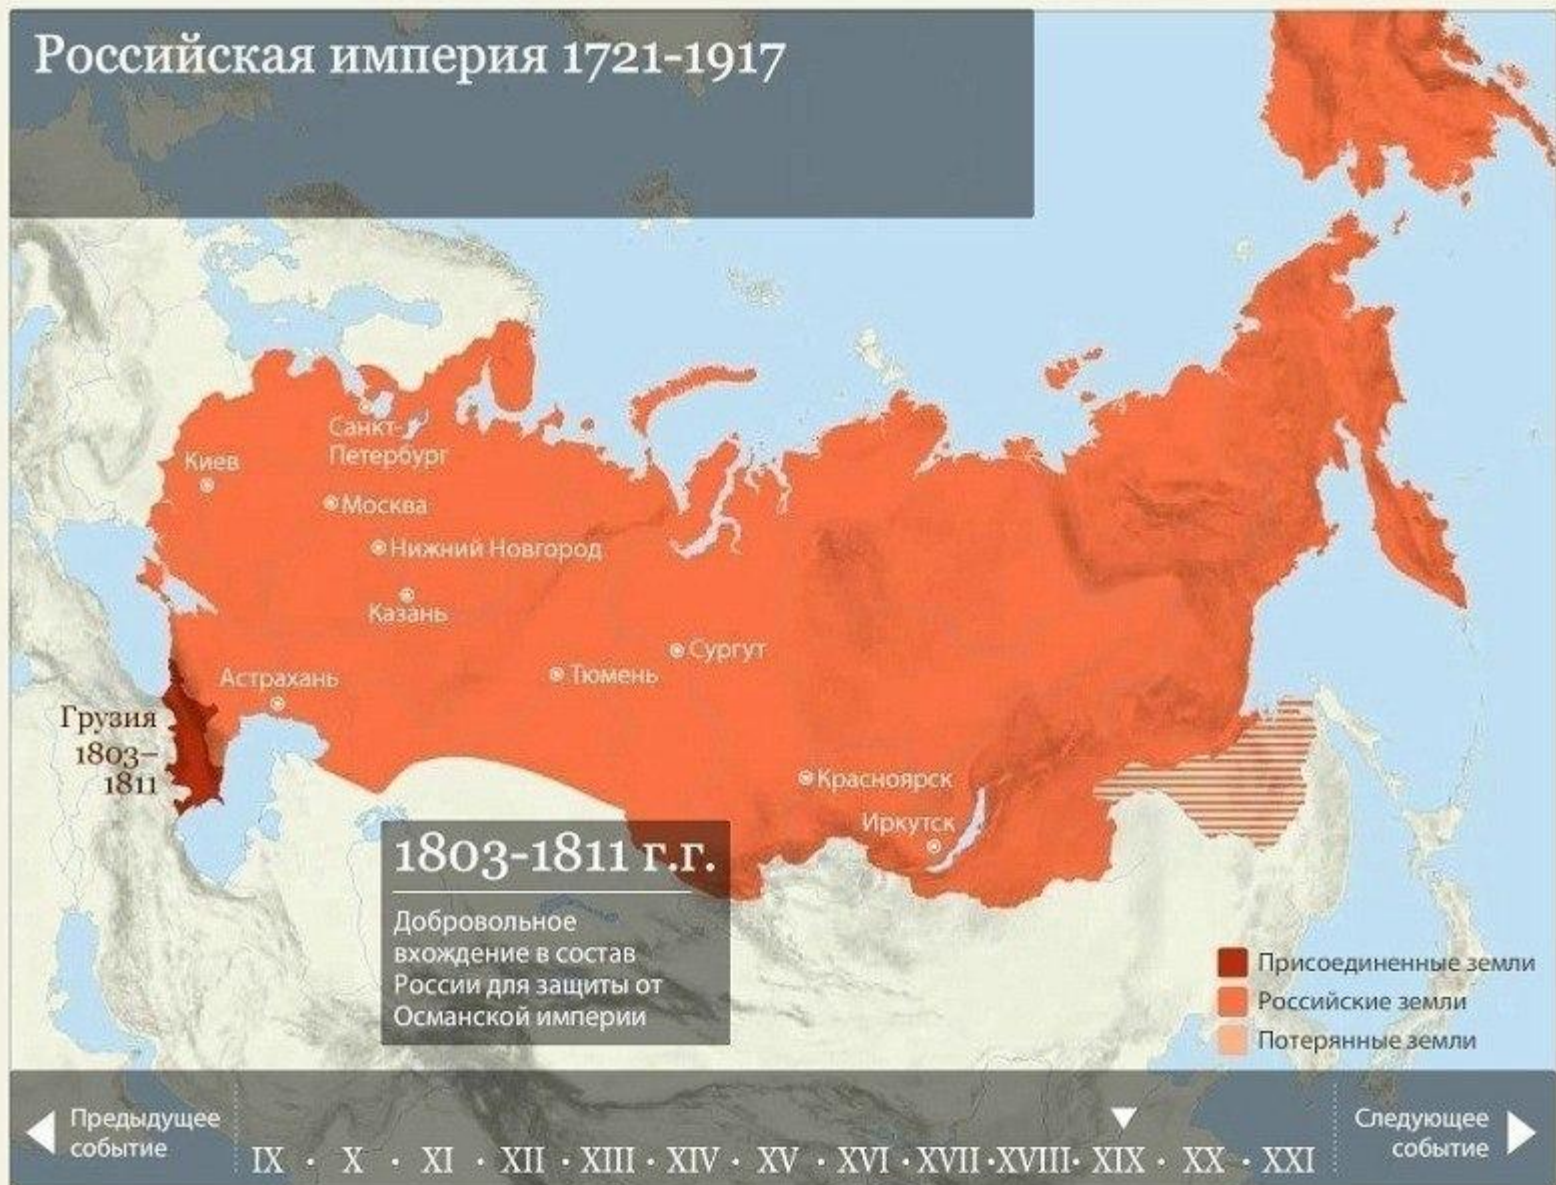 Российская империя 1721-1917
Санкт-
Петербург
Киев
Москва
Нижний Новгород
Казань
Сургут
Тюмень
Астрахань
Грузия
1803–
1811
Красноярск
Иркутск
1803-1811 г.г.
Добровольное
вхождение в состав
России для защиты от
Османской империи
Присоединенные земли
Российские земли
Потерянные земли
Предыдущее
событие
IX · X · XI · XII · XIII · XIV · XV · XVI · XVII · XVIII · XIX · XX · XXI
Следующее
событие